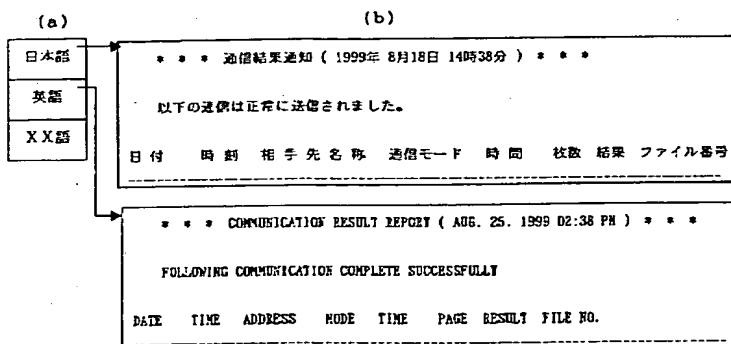 (a)
(b)
日本語
英語
XX語
* * * 通信結果通知 ( 1999年 8月18日 14時38分 ) * * *
以下の通信は正常に送信されました。
日付 時刻 相手先名称 通信モード 時間 枚数 結果 ファイル番号
* * * COMMUNICATION RESULT REPORT ( AUG. 25. 1999 02:38 PM ) * * *
FOLLOWING COMMUNICATION COMPLETE SUCCESSFULLY
DATE TIME ADDRESS MODE TIME PAGE RESULT FILE NO.